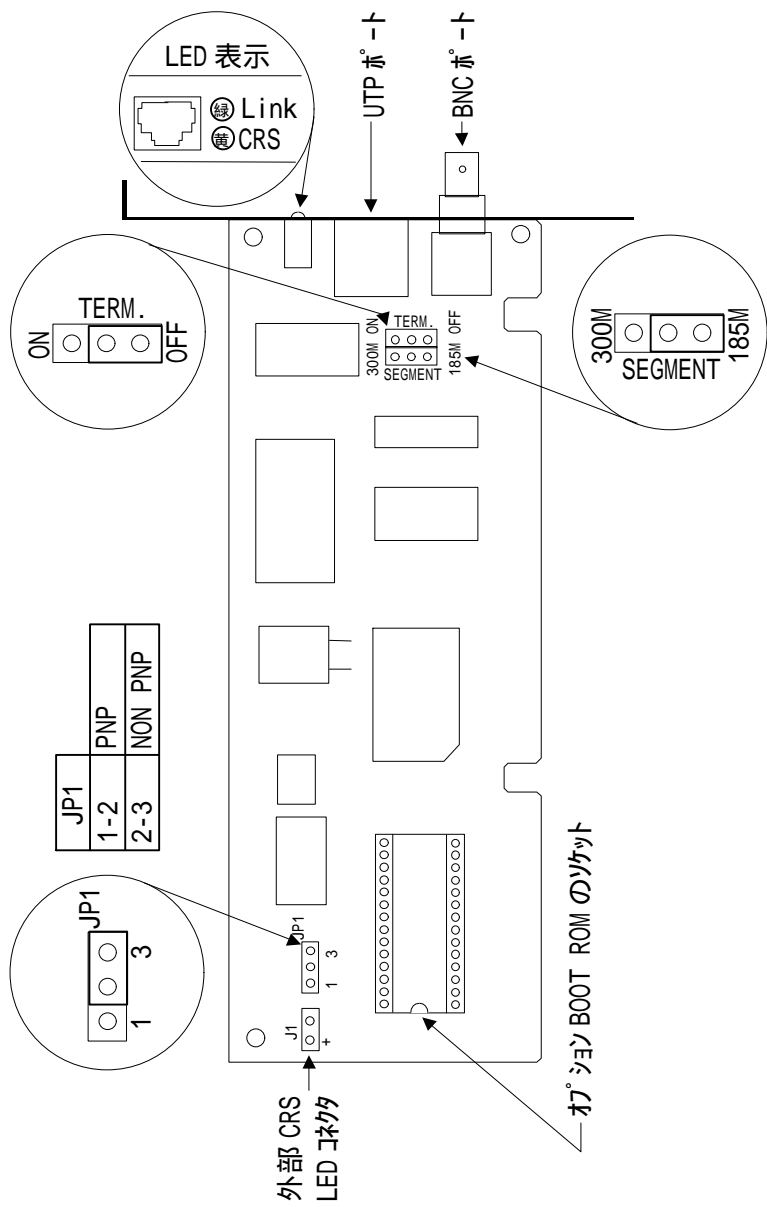 LED 表示
緑 Link
黄 CRS
UTP ポート
BNC ポート
ON
TERM.
OFF
300M
SEGMENT
185M
300M ON
TERM.
SEGMENT
185M OFF
JP1
1-2 PNP
2-3 NON PNP
JP1
1 3
JP1
1 3
J1
+
外部 CRS
LED コネクタ
オプション BOOT ROM のソケット